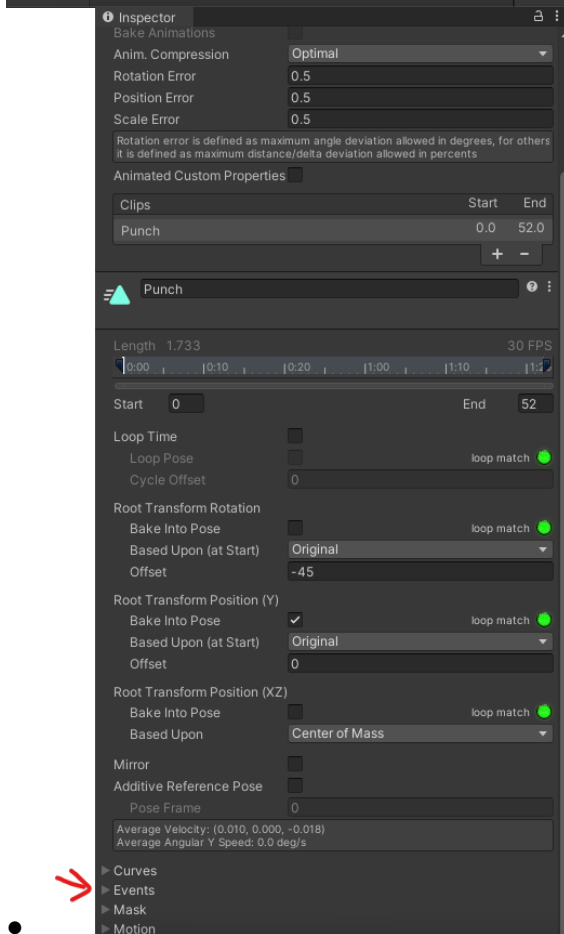 Inspector
Bake Animations
Anim. Compression Optimal
Rotation Error 0.5
Position Error 0.5
Scale Error 0.5
Rotation error is defined as maximum angle deviation allowed in degrees, for others
it is defined as maximum distance/delta deviation allowed in percents
Animated Custom Properties
Clips Start End
Punch 0.0 52.0
+ -
Punch
Length 1.733 30 FPS
0:00 0:10 0:20 1:00 1:10
Start 0 End 52
Loop Time
Loop Pose loop match
Cycle Offset 0
Root Transform Rotation
Bake Into Pose loop match
Based Upon (at Start) Original
Offset -45
Root Transform Position (Y)
Bake Into Pose loop match
Based Upon (at Start) Original
Offset 0
Root Transform Position (XZ)
Bake Into Pose loop match
Based Upon Center of Mass
Mirror
Additive Reference Pose
Pose Frame 0
Average Velocity: (0.010, 0.000, -0.018)
Average Angular Y Speed: 0.0 deg/s
Curves
Events
Mask
Motion